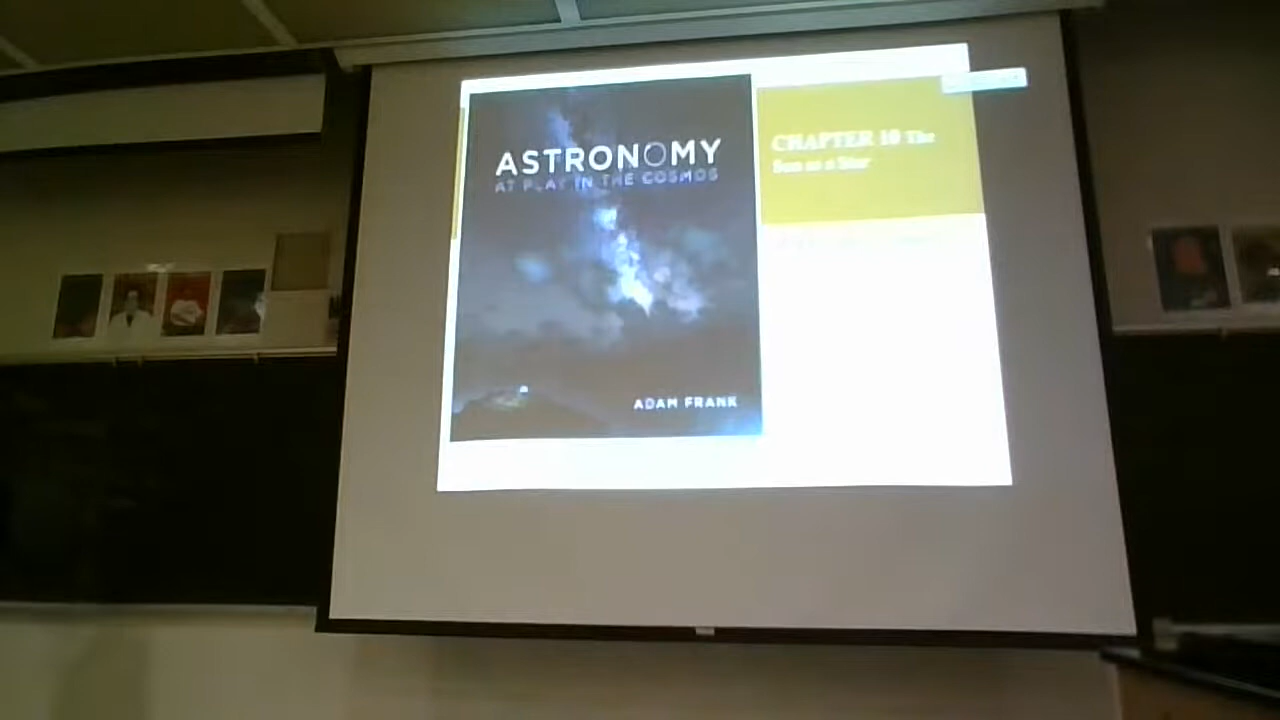 ASTRONOMY
AT PLAY IN THE COSMOS
ADAM FRANK
CHAPTER 10 The
Sun as a Star